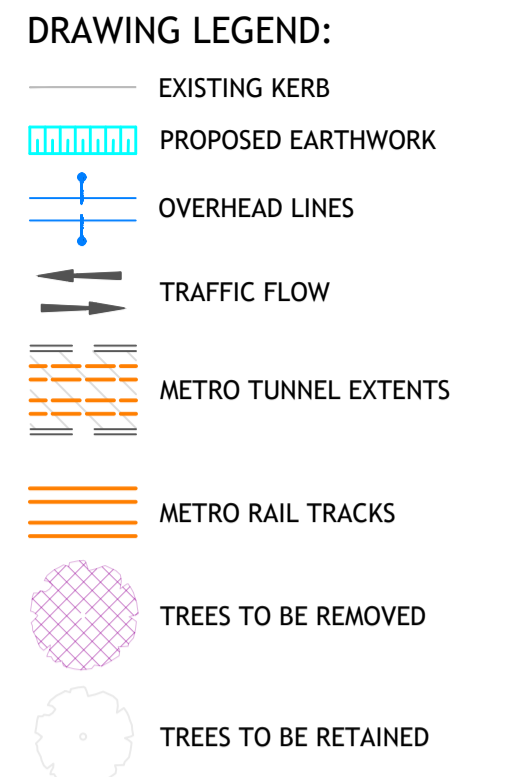 DRAWING LEGEND:
EXISTING KERB
PROPOSED EARTHWORK
OVERHEAD LINES
TRAFFIC FLOW
METRO TUNNEL EXTENTS
METRO RAIL TRACKS
TREES TO BE REMOVED
TREES TO BE RETAINED